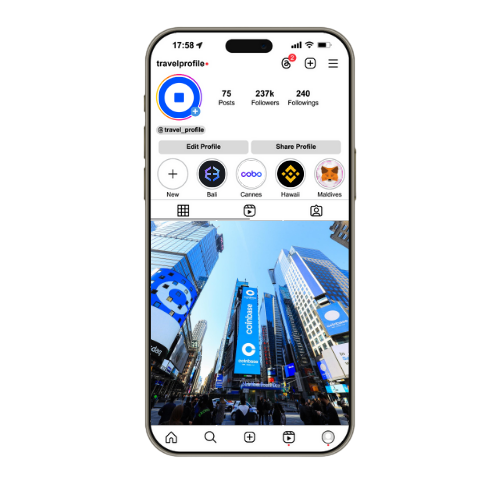 17:58
travelprofile
2
75
237k
240
Posts
Followers
Followings
@travel_profile
Edit Profile
Share Profile
cobo
New
Bali
Cannes
Hawaii
Maldives
coinbase
coinbase